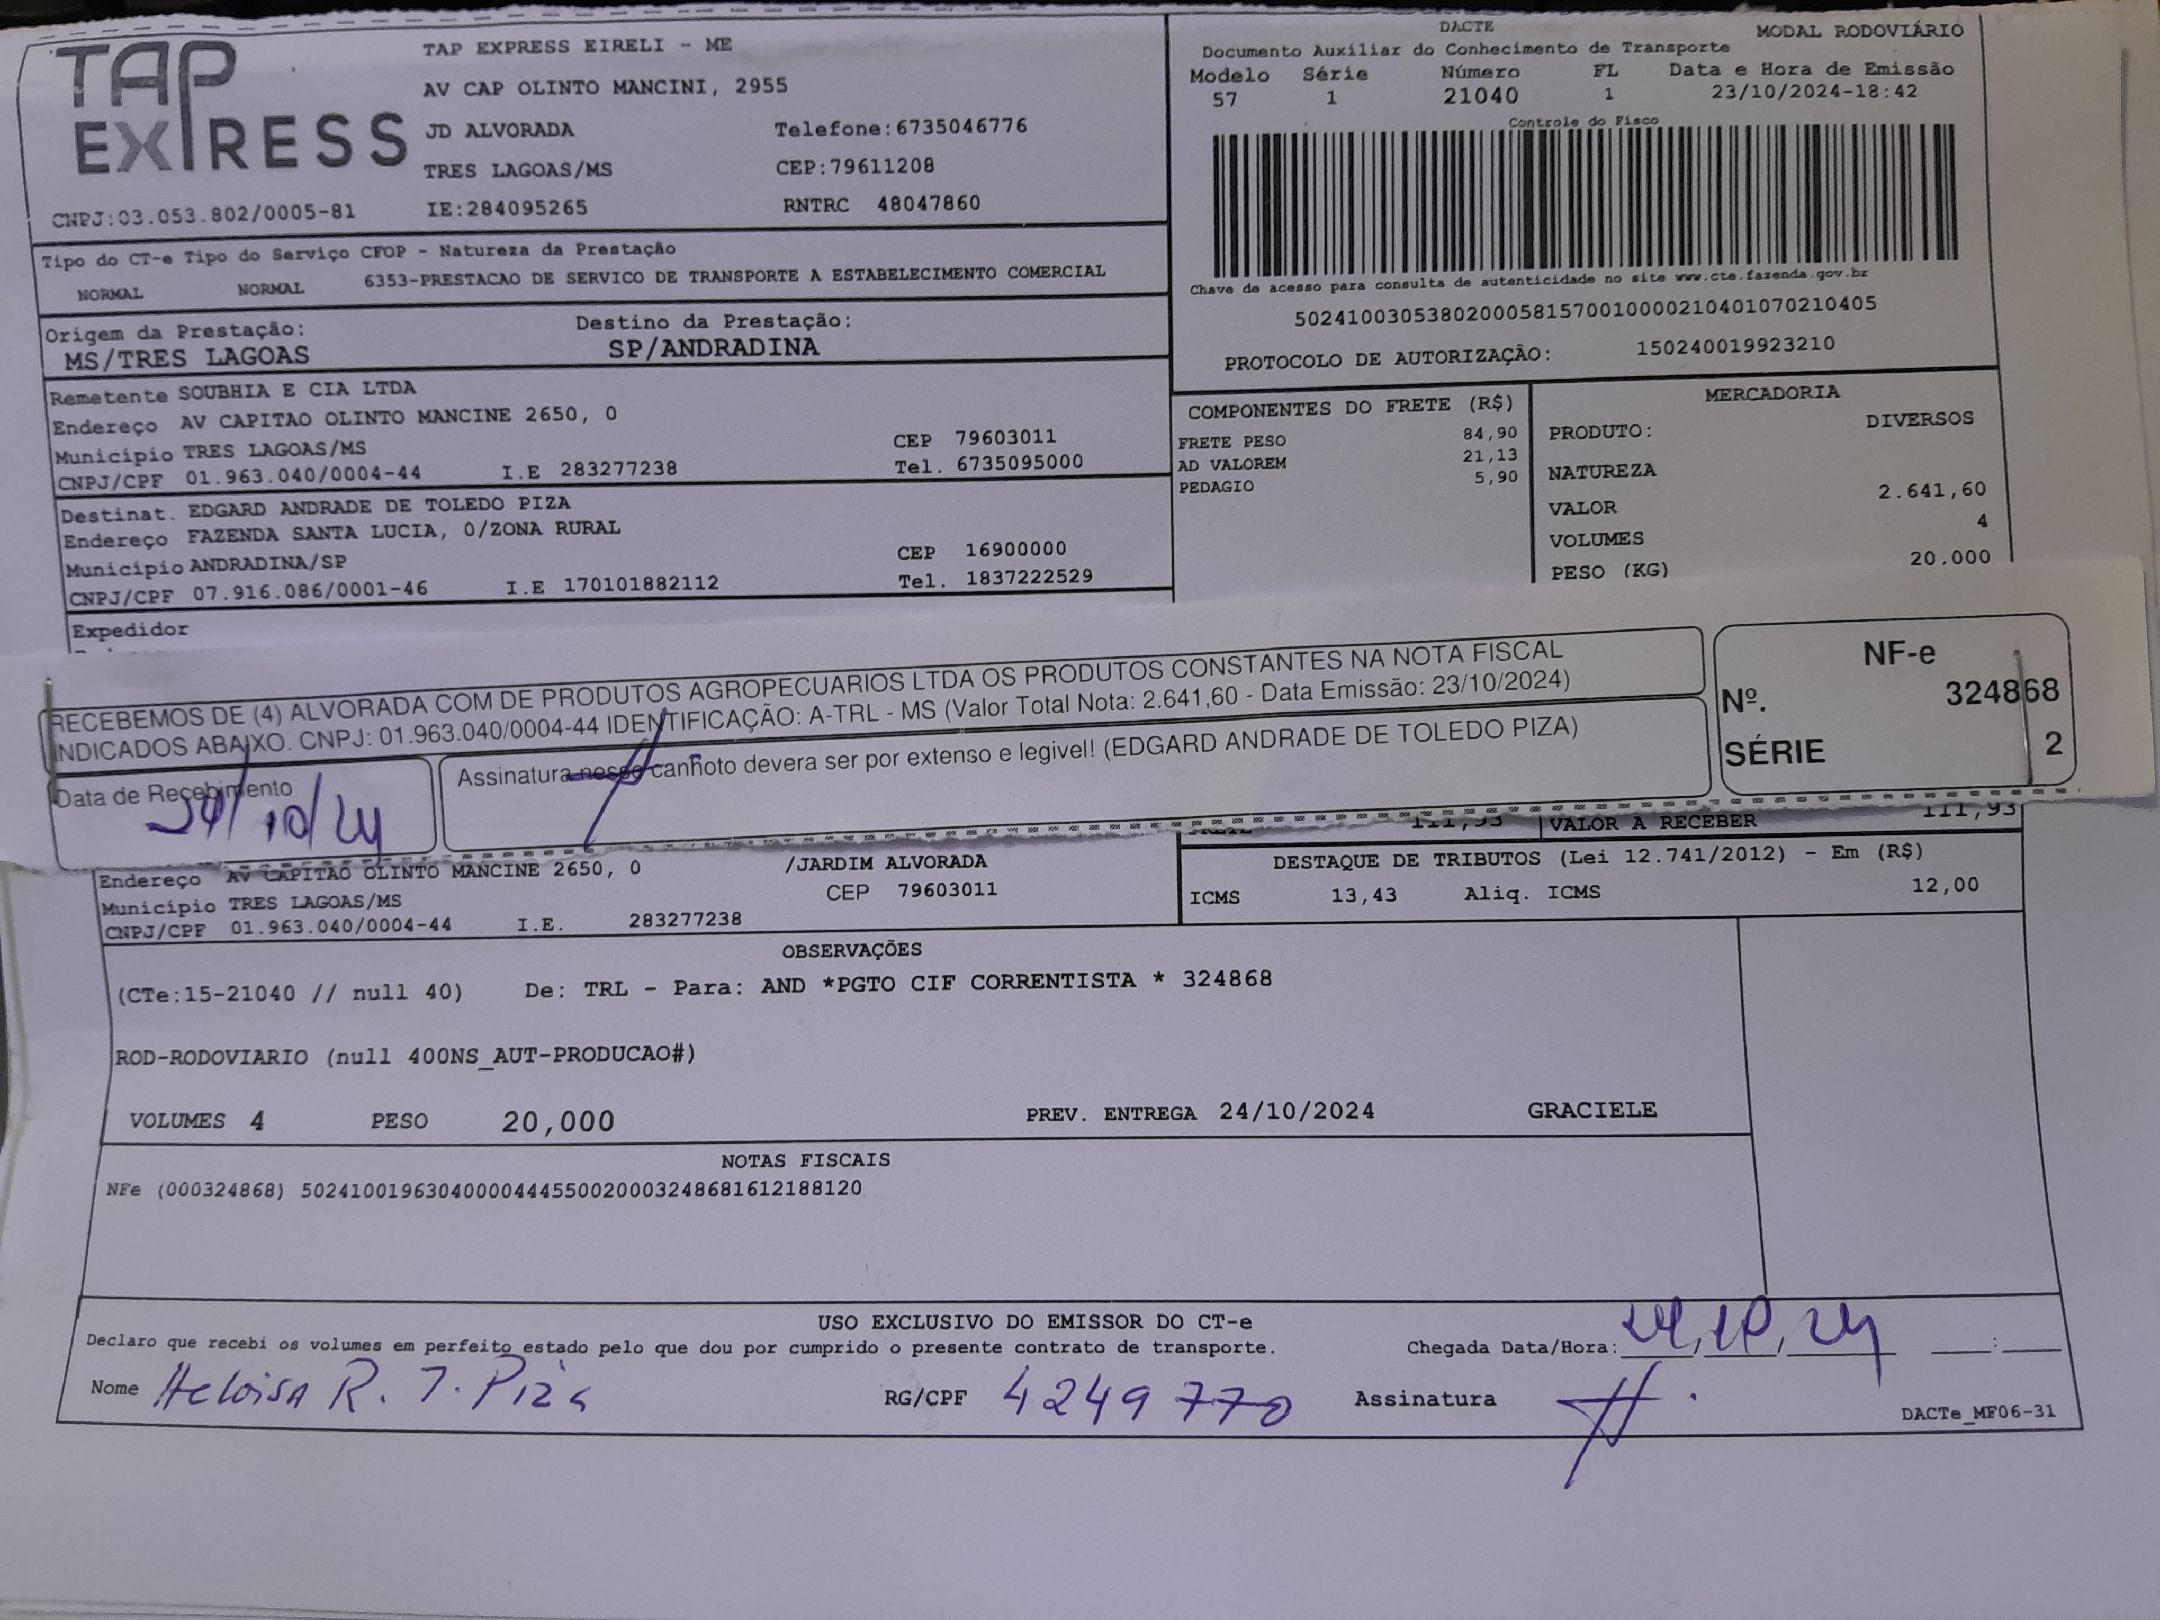 TAP EXPRESS
TAP EXPRESS EIRELI - ME
AV CAP OLINTO MANCINI, 2955
JD ALVORADA Telefone:6735046776
TRES LAGOAS/MS CEP:79611208
CNPJ:03.053.802/0005-81 IE:284095265 RNTRC 48047860
DACTE MODAL RODOVIÁRIO
Documento Auxiliar do Conhecimento de Transporte
Modelo Série Número FL Data e Hora de Emissão
57 1 21040 1 23/10/2024-18:42
Controle do Fisco
Chave de acesso para consulta de autenticidade no site www.cte.fazenda.gov.br
50241003053802000581570010000210401070210405
PROTOCOLO DE AUTORIZAÇÃO: 150240019923210
Tipo do CT-e Tipo do Serviço CFOP - Natureza da Prestação
NORMAL NORMAL 6353-PRESTACAO DE SERVICO DE TRANSPORTE A ESTABELECIMENTO COMERCIAL
Origem da Prestação: Destino da Prestação:
MS/TRES LAGOAS SP/ANDRADINA
Remetente SOUBHIA E CIA LTDA
Endereço AV CAPITAO OLINTO MANCINE 2650, 0
Município TRES LAGOAS/MS CEP 79603011
CNPJ/CPF 01.963.040/0004-44 I.E 283277238 Tel. 6735095000
Destinat. EDGARD ANDRADE DE TOLEDO PIZA
Endereço FAZENDA SANTA LUCIA, 0/ZONA RURAL
Município ANDRADINA/SP CEP 16900000
CNPJ/CPF 07.916.086/0001-46 I.E 170101882112 Tel. 1837222529
Expedidor
COMPONENTES DO FRETE (R$)
FRETE PESO 84,90
AD VALOREM 21,13
PEDAGIO 5,90
MERCADORIA
PRODUTO: DIVERSOS
NATUREZA
VALOR 2.641,60
VOLUMES 4
PESO (KG) 20.000
RECEBEMOS DE (4) ALVORADA COM DE PRODUTOS AGROPECUARIOS LTDA OS PRODUTOS CONSTANTES NA NOTA FISCAL
INDICADOS ABAIXO. CNPJ: 01.963.040/0004-44 IDENTIFICAÇÃO: A-TRL - MS (Valor Total Nota: 2.641,60 - Data Emissão: 23/10/2024)
Data de Recebimento
24/10/24
Assinatura nesse canhoto devera ser por extenso e legivel! (EDGARD ANDRADE DE TOLEDO PIZA)
NF-e
Nº. 324868
SÉRIE 2
111,93 VALOR A RECEBER 111,93
Endereço AV CAPITAO OLINTO MANCINE 2650, 0 /JARDIM ALVORADA
Município TRES LAGOAS/MS CEP 79603011
CNPJ/CPF 01.963.040/0004-44 I.E. 283277238
DESTAQUE DE TRIBUTOS (Lei 12.741/2012) - Em (R$)
ICMS 13,43 Aliq. ICMS 12,00
OBSERVAÇÕES
(CTe:15-21040 // null 40) De: TRL - Para: AND *PGTO CIF CORRENTISTA * 324868
ROD-RODOVIARIO (null 400NS_AUT-PRODUCAO#)
VOLUMES 4 PESO 20,000 PREV. ENTREGA 24/10/2024 GRACIELE
NOTAS FISCAIS
NFe (000324868) 50241001963040000444550020003248681612188120
USO EXCLUSIVO DO EMISSOR DO CT-e
Declaro que recebi os volumes em perfeito estado pelo que dou por cumprido o presente contrato de transporte. Chegada Data/Hora: 24/10/24 :
Nome Heloisa R. T. Piza RG/CPF 4249770 Assinatura
DACTe_MF06-31